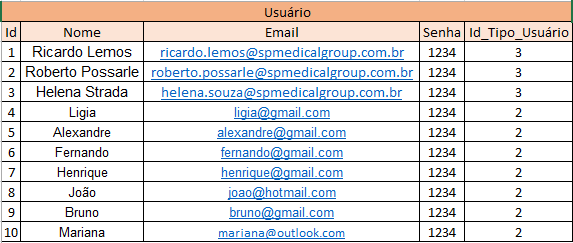 Usuário
Id Nome Email Senha Id_Tipo_Usuário
1 Ricardo Lemos ricardo.lemos@spmedicalgroup.com.br 1234 3
2 Roberto Possarle roberto.possarle@spmedicalgroup.com.br 1234 3
3 Helena Strada helena.souza@spmedicalgroup.com.br 1234 3
4 Ligia ligia@gmail.com 1234 2
5 Alexandre alexandre@gmail.com 1234 2
6 Fernando fernando@gmail.com 1234 2
7 Henrique henrique@gmail.com 1234 2
8 João joao@hotmail.com 1234 2
9 Bruno bruno@gmail.com 1234 2
10 Mariana mariana@outlook.com 1234 2